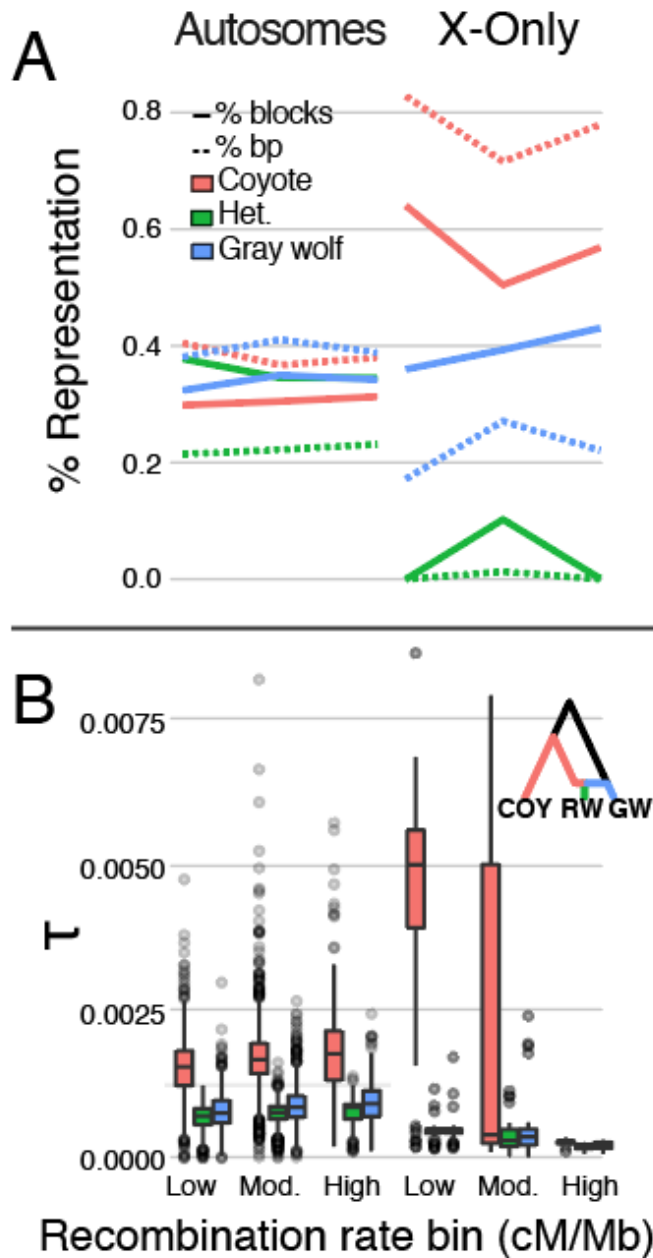 A
Autosomes X-Only
% Representation
0.8
0.6
0.4
0.2
0.0
% blocks
% bp
Coyote
Het.
Gray wolf
B
τ
0.0075
0.0050
0.0025
0.0000
COY RW GW
Low Mod. High Low Mod. High
Recombination rate bin (cM/Mb)